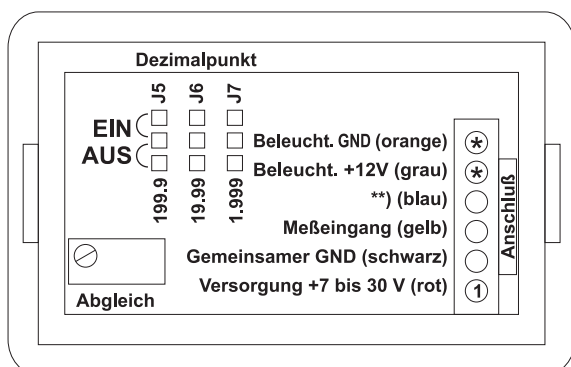 Dezimalpunkt
J5 J6 J7
EIN
AUS
199.9 19.99 1.999
Beleucht. GND (orange) *
Beleucht. +12V (grau) *
**) (blau)
Meßeingang (gelb)
Gemeinsamer GND (schwarz)
Versorgung +7 bis 30 V (rot) 1
Anschluß
Abgleich